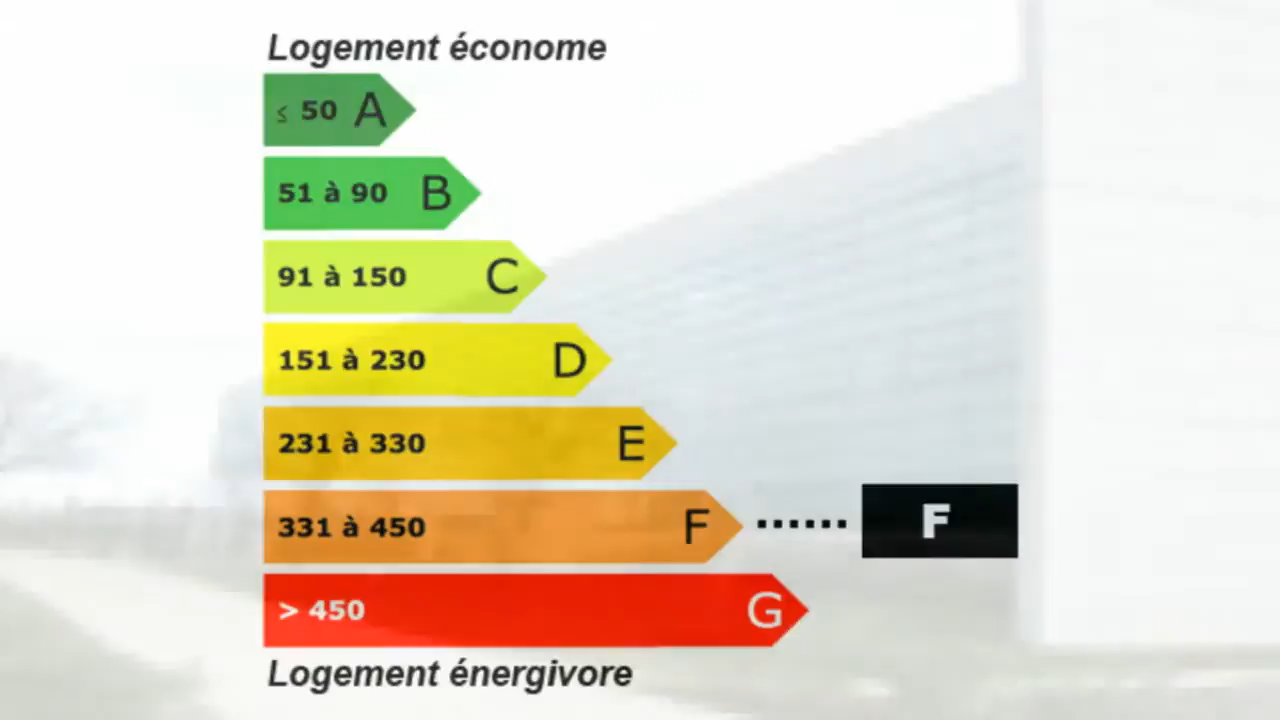 Logement économe
≤ 50 A
51 à 90 B
91 à 150 C
151 à 230 D
231 à 330 E
331 à 450 F
F
> 450 G
Logement énergivore